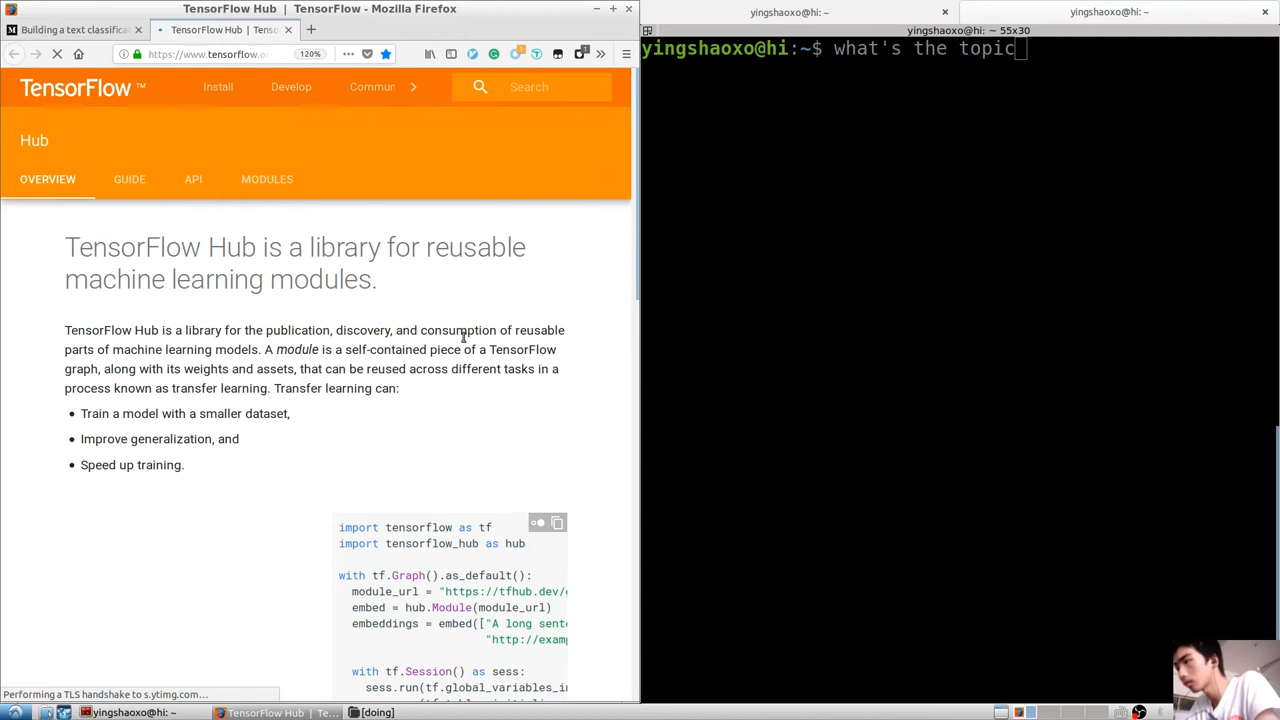 TensorFlow Hub | TensorFlow - Mozilla Firefox
Building a text classifica
TensorFlow Hub | Tenso
https://www.tensorflow.o
120%
TensorFlow ™
Install
Develop
Commun
Search
Hub
OVERVIEW
GUIDE
API
MODULES
TensorFlow Hub is a library for reusable
machine learning modules.
TensorFlow Hub is a library for the publication, discovery, and consumption of reusable
parts of machine learning models. A module is a self-contained piece of a TensorFlow
graph, along with its weights and assets, that can be reused across different tasks in a
process known as transfer learning. Transfer learning can:
Train a model with a smaller dataset,
Improve generalization, and
Speed up training.
import tensorflow as tf
import tensorflow_hub as hub
with tf.Graph().as_default():
module_url = "https://tfhub.dev/g
embed = hub.Module(module_url)
embeddings = embed(["A long sent
"http://exam
with tf.Session() as sess:
sess.run(tf.global_variables_in
Performing a TLS handshake to s.ytimg.com...
yingshaoxo@hi: ~
yingshaoxo@hi: ~
yingshaoxo@hi: ~ 55x30
yingshaoxo@hi:~$ what's the topic
yingshaoxo@hi: ~
TensorFlow Hub | Te...
[doing]